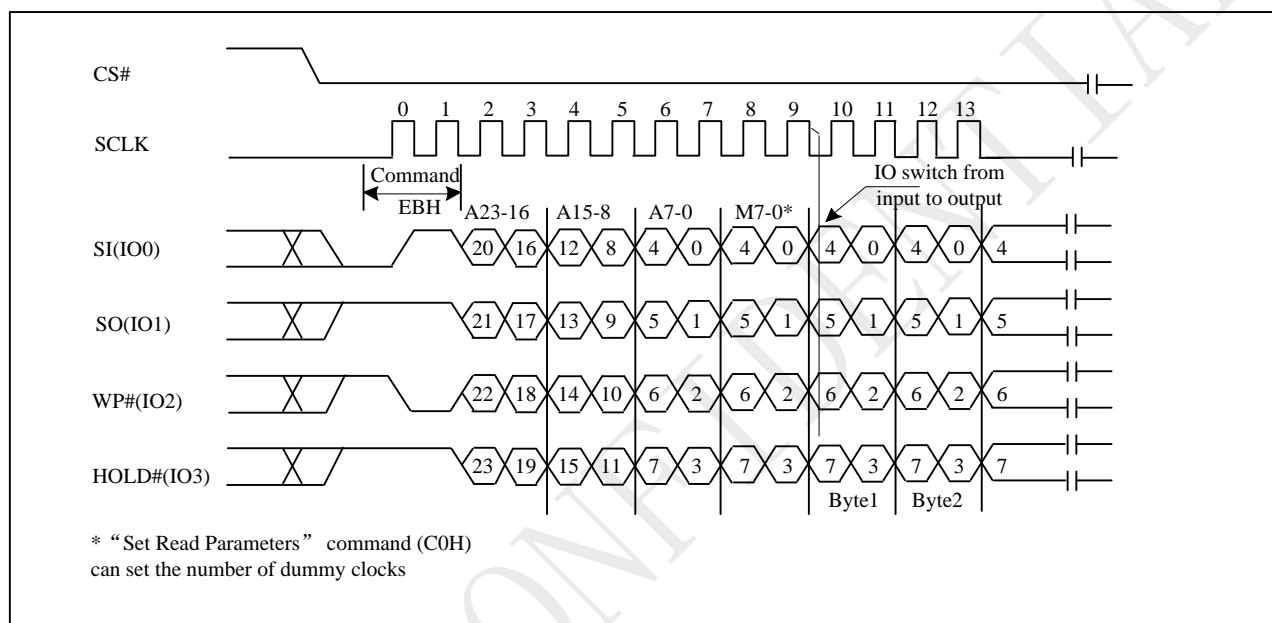 CS#
0 1 2 3 4 5 6 7 8 9 10 11 12 13
SCLK
Command
IO switch from
input to output
EBH
A23-16 A15-8 A7-0 M7-0*
SI(IO0) 20 16 12 8 4 0 4 0 4 0 4 0 4
SO(IO1) 21 17 13 9 5 1 5 1 5 1 5 1 5
WP#(IO2) 22 18 14 10 6 2 6 2 6 2 6 2 6
HOLD#(IO3) 23 19 15 11 7 3 7 3 7 3 7 3 7
Byte1 Byte2
* “Set Read Parameters” command (C0H)
can set the number of dummy clocks
ONFIDENTIA